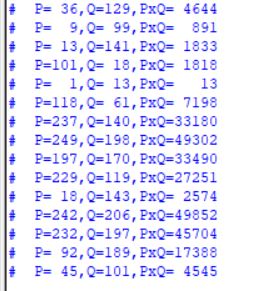 # P= 36,Q=129,PxQ= 4644
# P= 9,Q= 99,PxQ= 891
# P= 13,Q=141,PxQ= 1833
# P=101,Q= 18,PxQ= 1818
# P= 1,Q= 13,PxQ= 13
# P=118,Q= 61,PxQ= 7198
# P=237,Q=140,PxQ=33180
# P=249,Q=198,PxQ=49302
# P=197,Q=170,PxQ=33490
# P=229,Q=119,PxQ=27251
# P= 18,Q=143,PxQ= 2574
# P=242,Q=206,PxQ=49852
# P=232,Q=197,PxQ=45704
# P= 92,Q=189,PxQ=17388
# P= 45,Q=101,PxQ= 4545